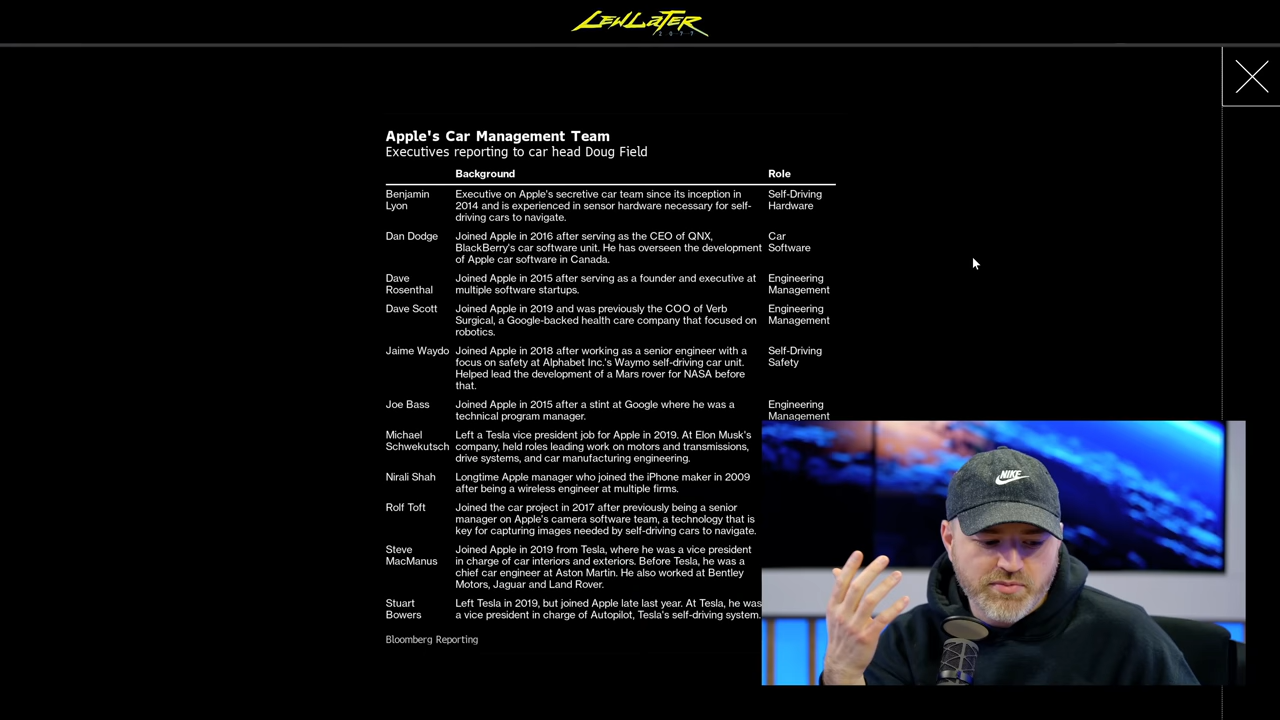 LEWLATER
2077
Apple's Car Management Team
Executives reporting to car head Doug Field
Background Role
Benjamin Lyon Executive on Apple's secretive car team since its inception in Self-Driving
2014 and is experienced in sensor hardware necessary for self- Hardware
driving cars to navigate.
Dan Dodge Joined Apple in 2016 after serving as the CEO of QNX, Car
BlackBerry's car software unit. He has overseen the development Software
of Apple car software in Canada.
Dave Joined Apple in 2015 after serving as a founder and executive at Engineering
Rosenthal multiple software startups. Management
Dave Scott Joined Apple in 2019 and was previously the COO of Verb Engineering
Surgical, a Google-backed health care company that focused on Management
robotics.
Jaime Waydo Joined Apple in 2018 after working as a senior engineer with a Self-Driving
focus on safety at Alphabet Inc.'s Waymo self-driving car unit. Safety
Helped lead the development of a Mars rover for NASA before
that.
Joe Bass Joined Apple in 2015 after a stint at Google where he was a Engineering
technical program manager. Management
Michael Left a Tesla vice president job for Apple in 2019. At Elon Musk's
Schwekutsch company, held roles leading work on motors and transmissions,
drive systems, and car manufacturing engineering.
Nirali Shah Longtime Apple manager who joined the iPhone maker in 2009
after being a wireless engineer at multiple firms.
Rolf Toft Joined the car project in 2017 after previously being a senior
manager on Apple's camera software team, a technology that is
key for capturing images needed by self-driving cars to navigate.
Steve Joined Apple in 2019 from Tesla, where he was a vice president
MacManus in charge of car interiors and exteriors. Before Tesla, he was a
chief car engineer at Aston Martin. He also worked at Bentley
Motors, Jaguar and Land Rover.
Stuart Left Tesla in 2019, but joined Apple late last year. At Tesla, he was
Bowers a vice president in charge of Autopilot, Tesla's self-driving system.
Bloomberg Reporting
NIKE